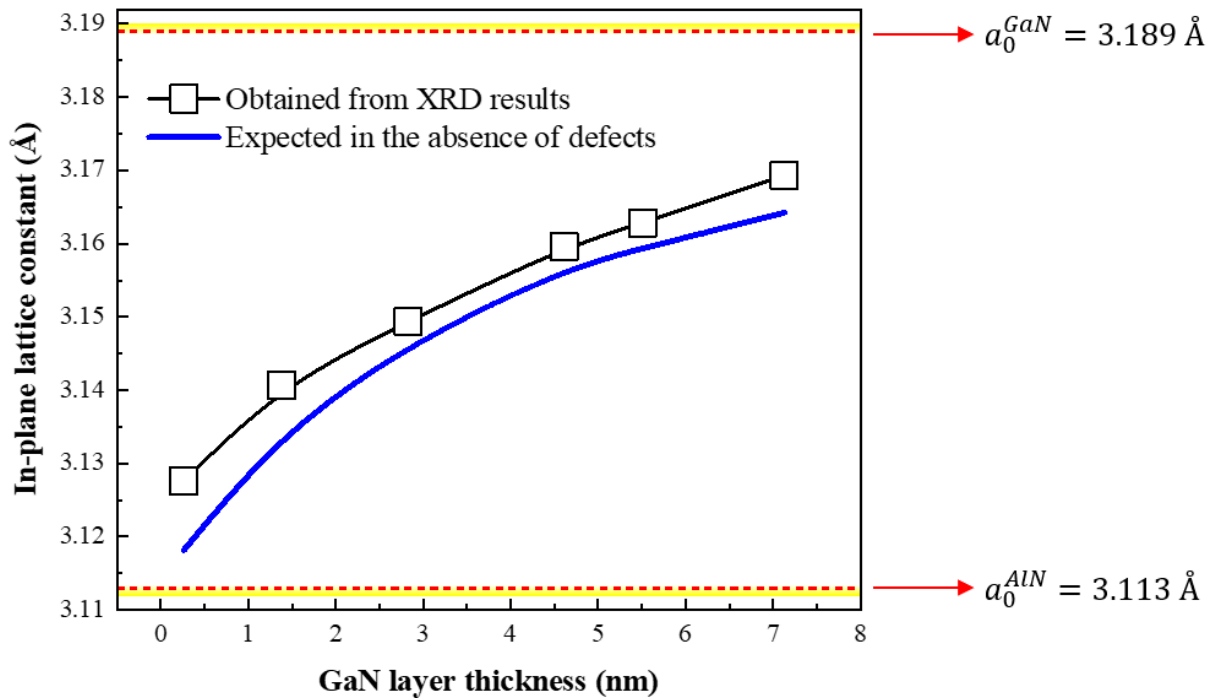 3.19
3.18
3.17
3.16
3.15
3.14
3.13
3.12
3.11
In-plane lattice constant (Å)
Obtained from XRD results
Expected in the absence of defects
a₀^GaN = 3.189 Å
a₀^AlN = 3.113 Å
0 1 2 3 4 5 6 7 8
GaN layer thickness (nm)